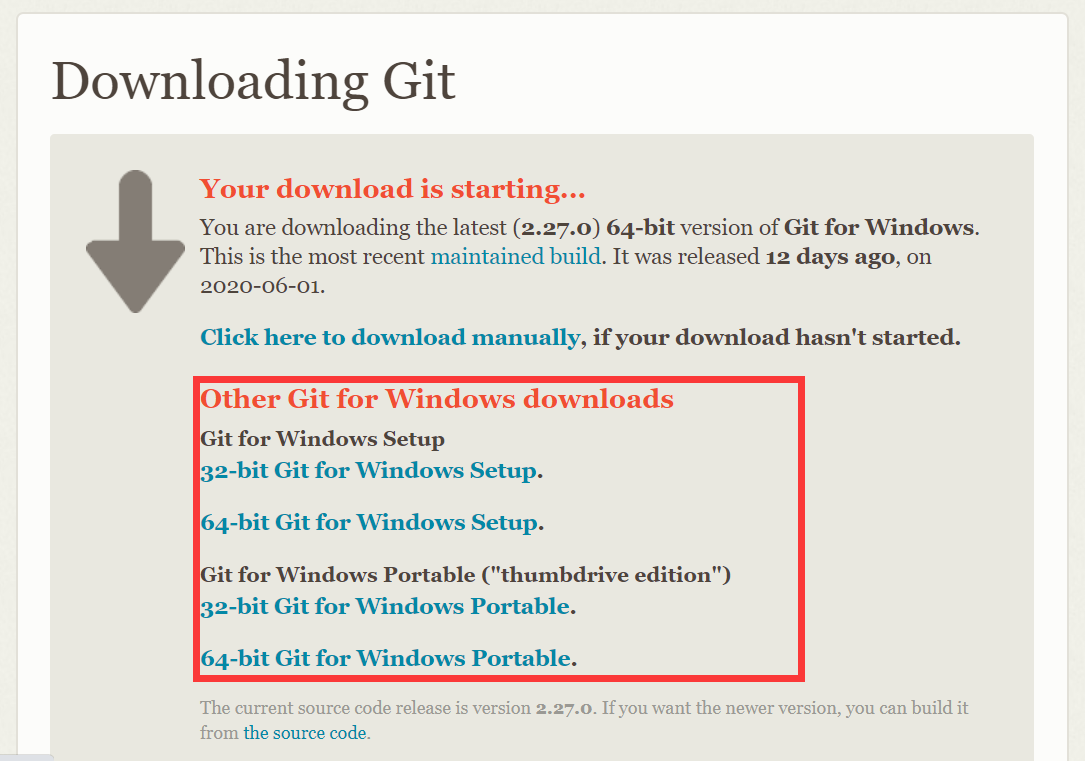 Downloading Git
Your download is starting...
You are downloading the latest (2.27.0) 64-bit version of Git for Windows.
This is the most recent maintained build. It was released 12 days ago, on
2020-06-01.
Click here to download manually, if your download hasn't started.
Other Git for Windows downloads
Git for Windows Setup
32-bit Git for Windows Setup.
64-bit Git for Windows Setup.
Git for Windows Portable ("thumbdrive edition")
32-bit Git for Windows Portable.
64-bit Git for Windows Portable.
The current source code release is version 2.27.0. If you want the newer version, you can build it
from the source code.